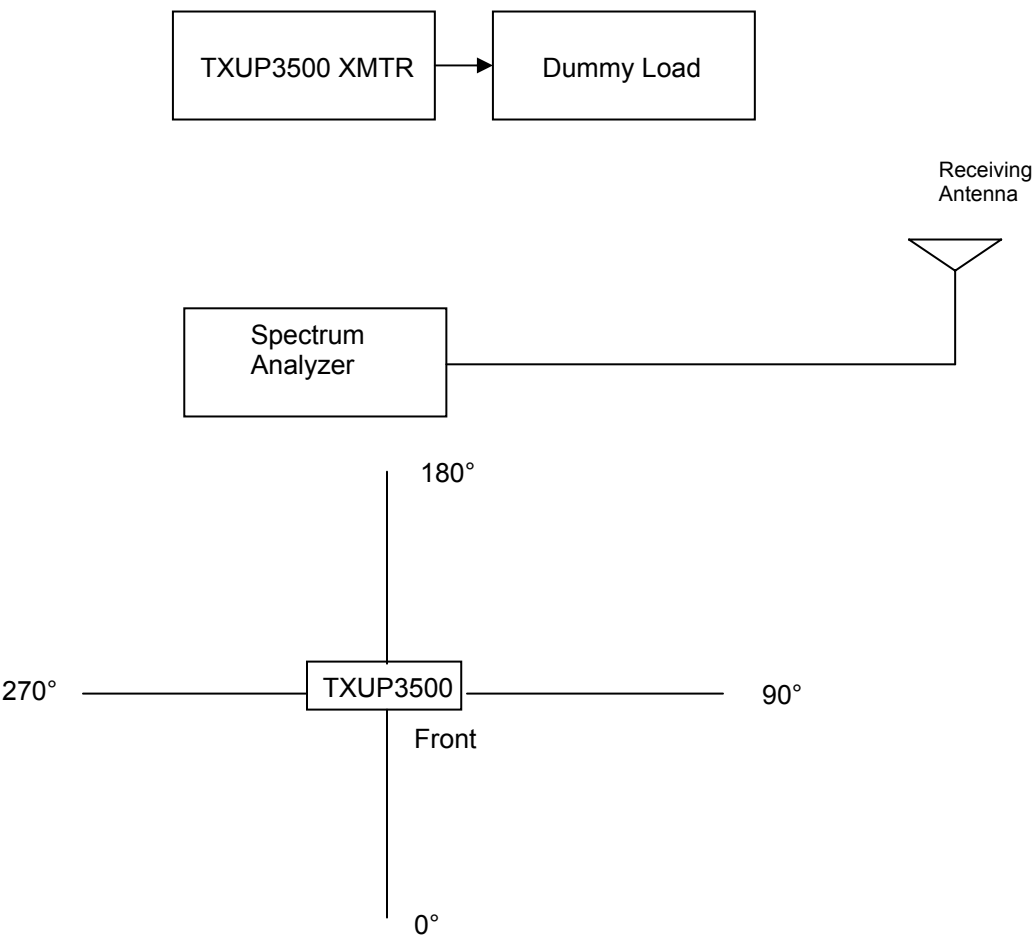 TXUP3500 XMTR
Dummy Load
Receiving
Antenna
Spectrum
Analyzer
180°
270°
TXUP3500
90°
Front
0°